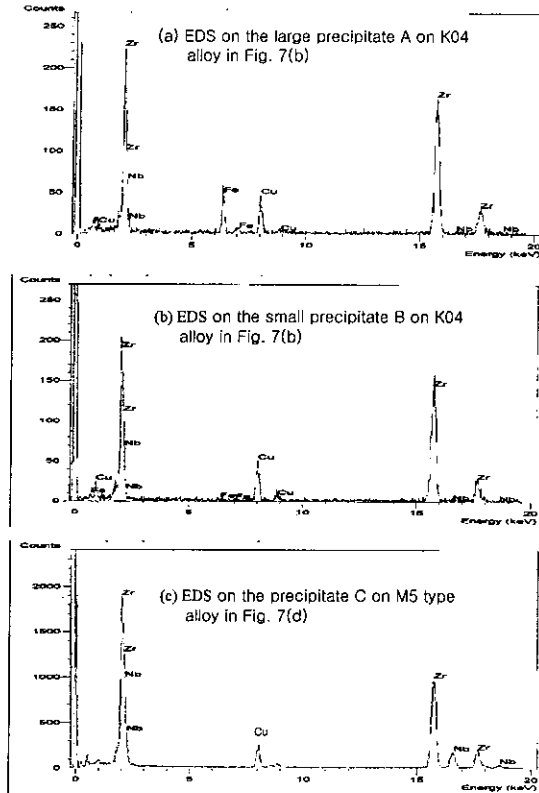 Counts
(a) EDS on the large precipitate A on K04
alloy in Fig. 7(b)
250
Zr
200
Zr
150
Zr
100
Nb
Fe
Cu
50
Cu
Nb
Zr
Fe
Cu
Nb
Nb
0
0
5
10
15
20
Energy (keV)
Counts
(b) EDS on the small precipitate B on K04
alloy in Fig. 7(b)
200
Zr
Zr
150
Zr
100
Nb
Cu
50
Cu
Zr
Fe
Nb
Fe
Fe
Cu
Nb
Nb
0
0
5
10
15
20
Energy (keV)
Counts
(c) EDS on the precipitate C on M5 type
alloy in Fig. 7(d)
2000
Zr
1500
Zr
Nb
1000
Zr
500
Nb
Cu
Nb
Zr
Nb
0
0
5
10
15
20
Energy (keV)